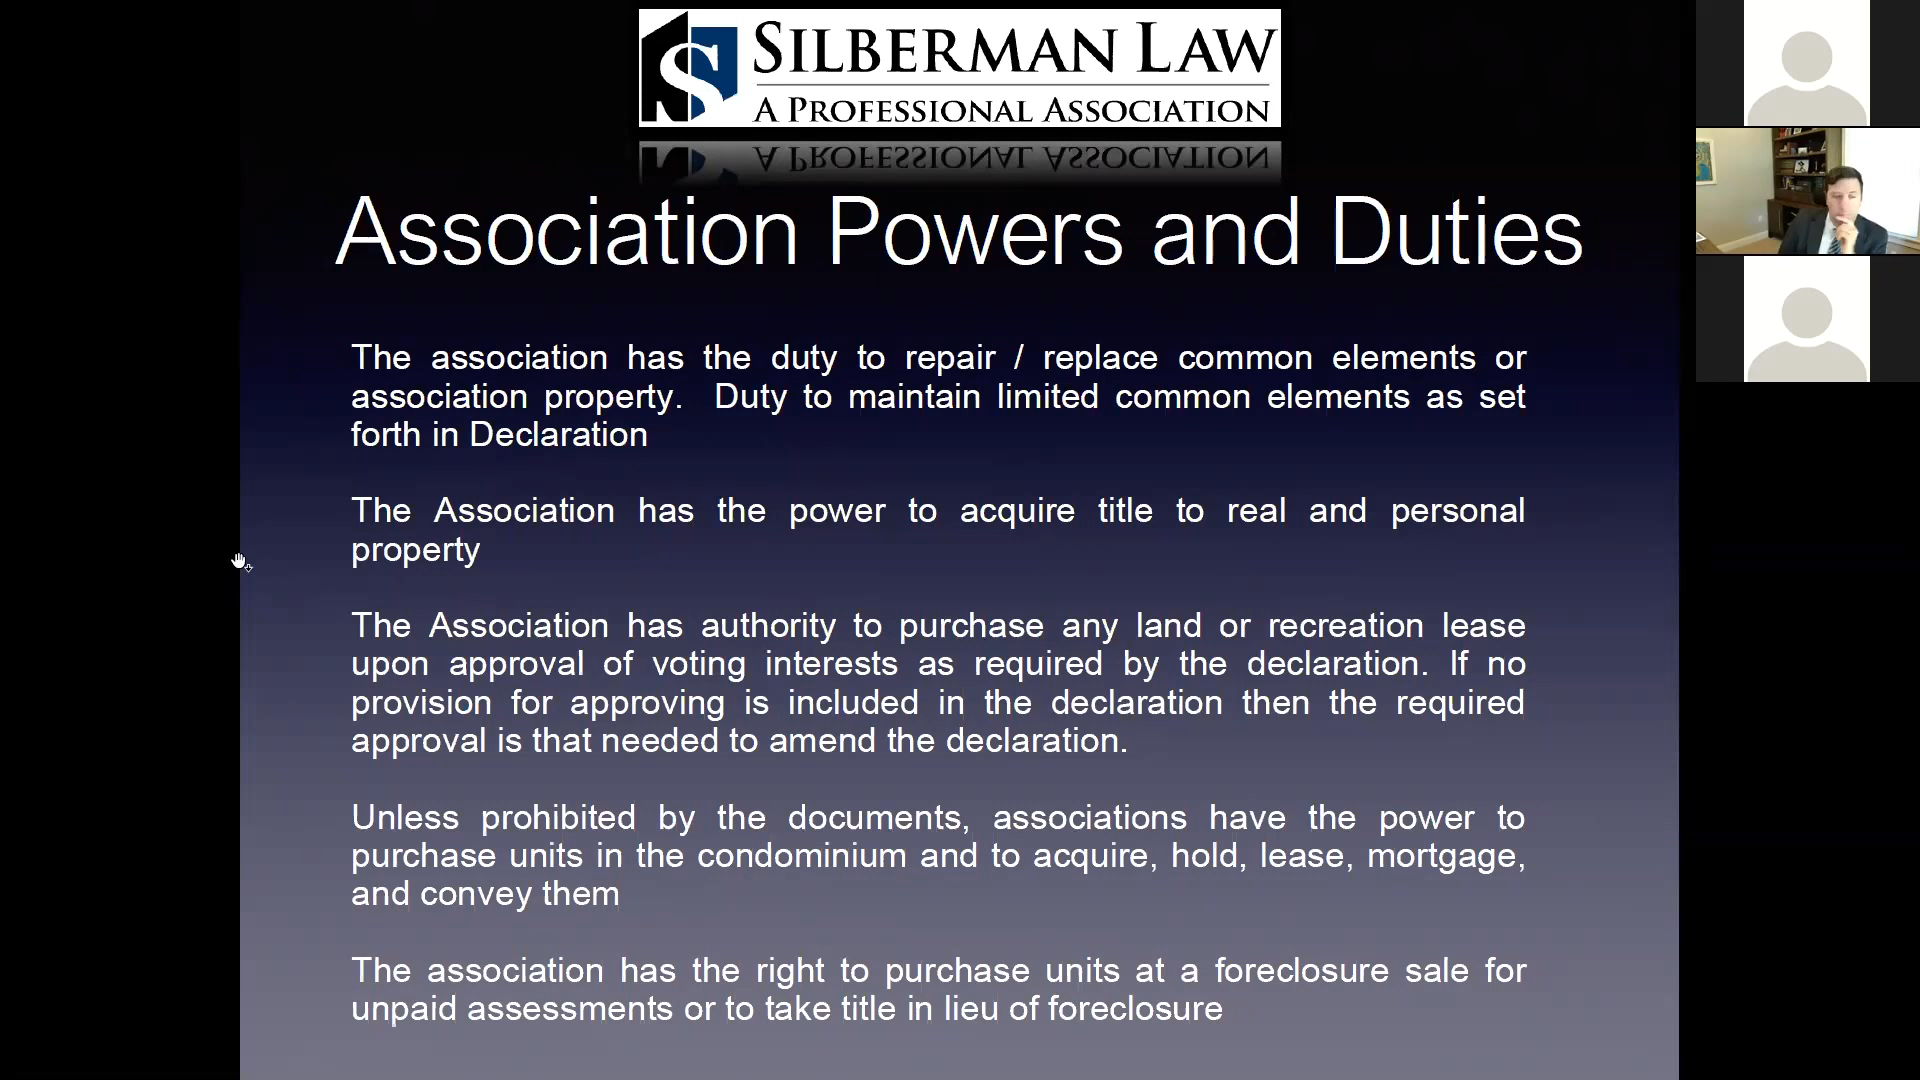 SILBERMAN LAW
A PROFESSIONAL ASSOCIATION
A PROFESSIONAL ASSOCIATION
Association Powers and Duties
The association has the duty to repair / replace common elements or
association property.  Duty to maintain limited common elements as set
forth in Declaration
The Association has the power to acquire title to real and personal
property
The Association has authority to purchase any land or recreation lease
upon approval of voting interests as required by the declaration. If no
provision for approving is included in the declaration then the required
approval is that needed to amend the declaration.
Unless prohibited by the documents, associations have the power to
purchase units in the condominium and to acquire, hold, lease, mortgage,
and convey them
The association has the right to purchase units at a foreclosure sale for
unpaid assessments or to take title in lieu of foreclosure